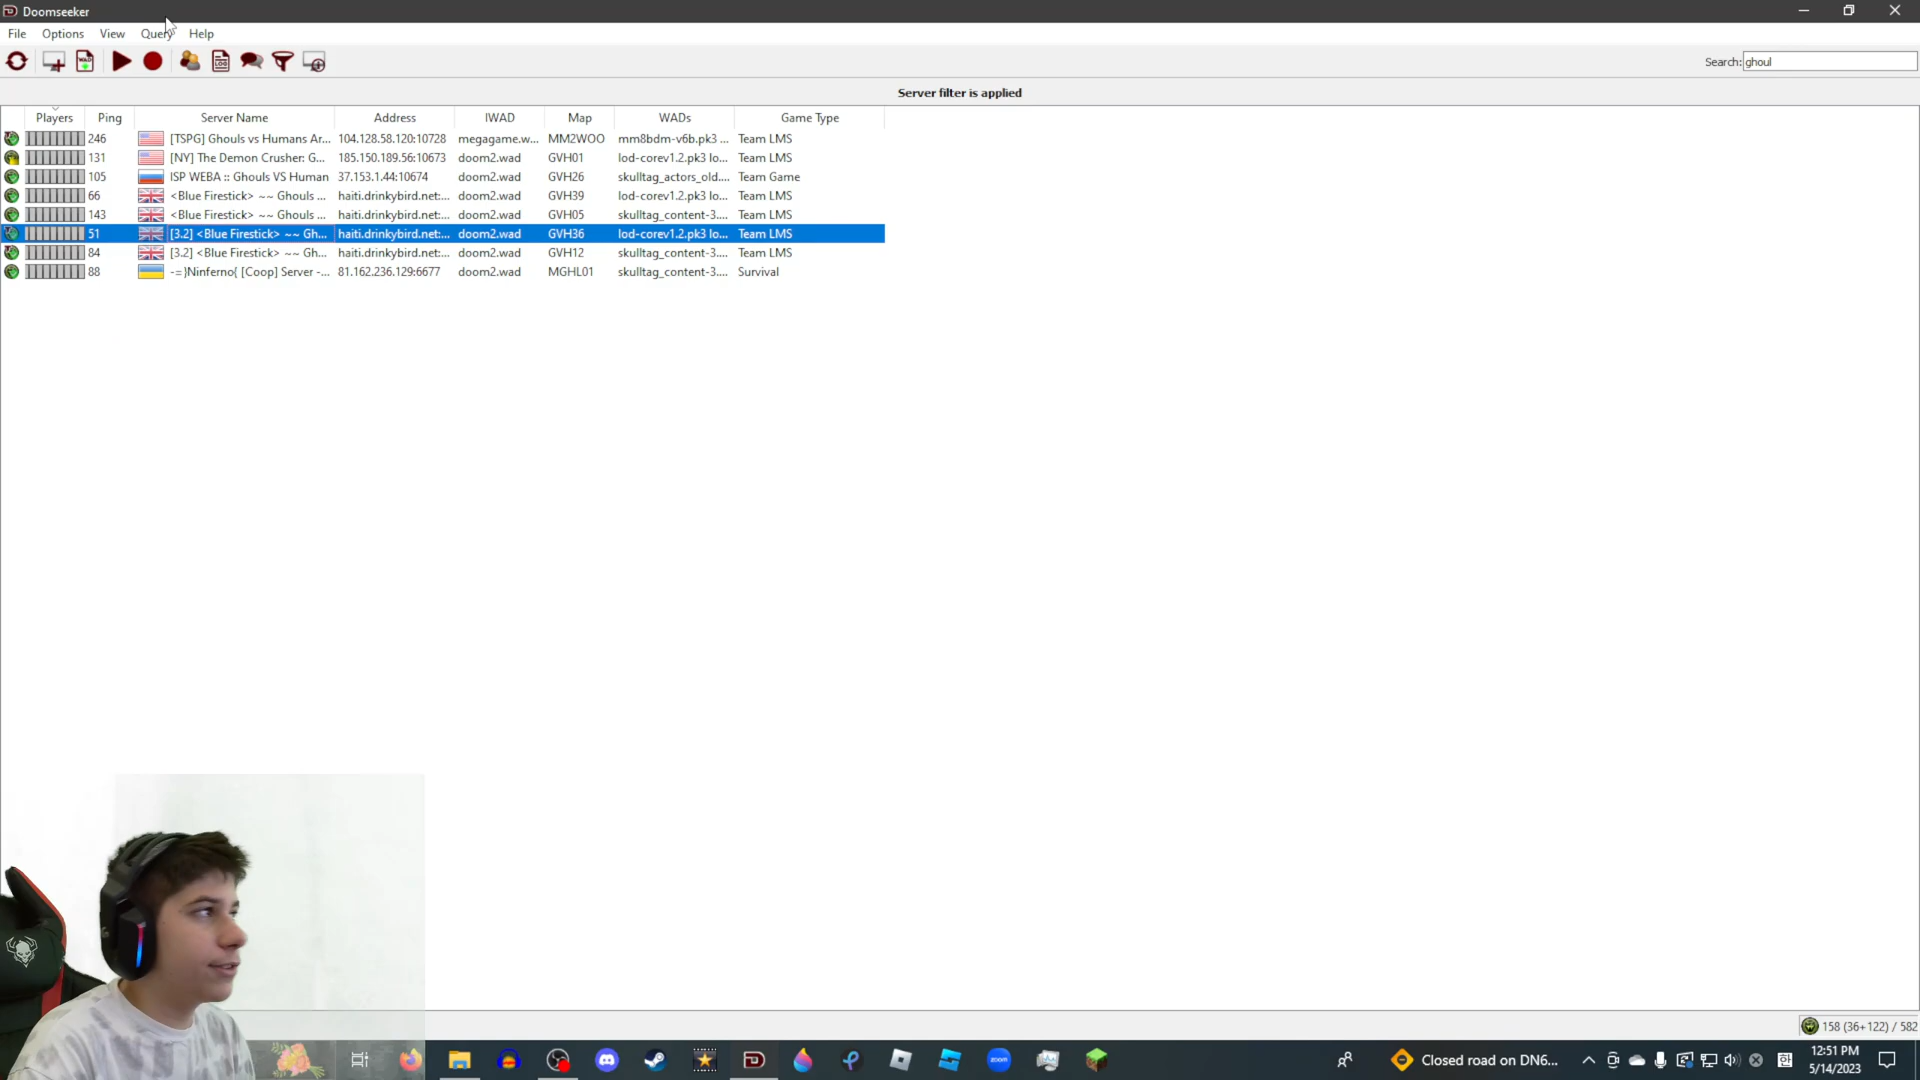 Doomseeker
File Options View Query Help
Search: ghoul
Server filter is applied
Players Ping Server Name Address IWAD Map WADs Game Type
246 [TSPG] Ghouls vs Humans Ar... 104.128.58.120:10728 megagame.w... MM2WOO mm8bdm-v6b.pk3 ... Team LMS
131 [NY] The Demon Crusher: G... 185.150.189.56:10673 doom2.wad GVH01 lod-corev1.2.pk3 lo... Team LMS
105 ISP WEBA :: Ghouls VS Human 37.153.1.44:10674 doom2.wad GVH26 skulltag_actors_old.... Team Game
66 <Blue Firestick> ~~ Ghouls ... haiti.drinkybird.net:... doom2.wad GVH39 lod-corev1.2.pk3 lo... Team LMS
143 <Blue Firestick> ~~ Ghouls ... haiti.drinkybird.net:... doom2.wad GVH05 skulltag_content-3.... Team LMS
51 [3.2] <Blue Firestick> ~~ Gh... haiti.drinkybird.net:... doom2.wad GVH36 lod-corev1.2.pk3 lo... Team LMS
84 [3.2] <Blue Firestick> ~~ Gh... haiti.drinkybird.net:... doom2.wad GVH12 skulltag_content-3.... Team LMS
88 -=}Ninferno{ [Coop] Server -... 81.162.236.129:6677 doom2.wad MGHL01 skulltag_content-3.... Survival
158 (36+122) / 582
zoom
Closed road on DN6...
12:51 PM
5/14/2023